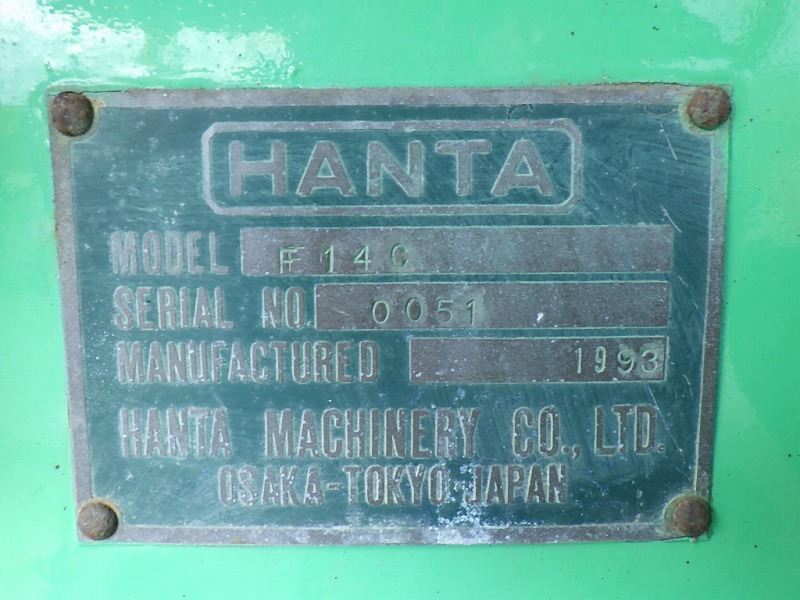 HANTA
MODEL F14C
SERIAL NO. 0051
MANUFACTURED 1993
HANTA MACHINERY CO., LTD.
OSAKA-TOKYO JAPAN